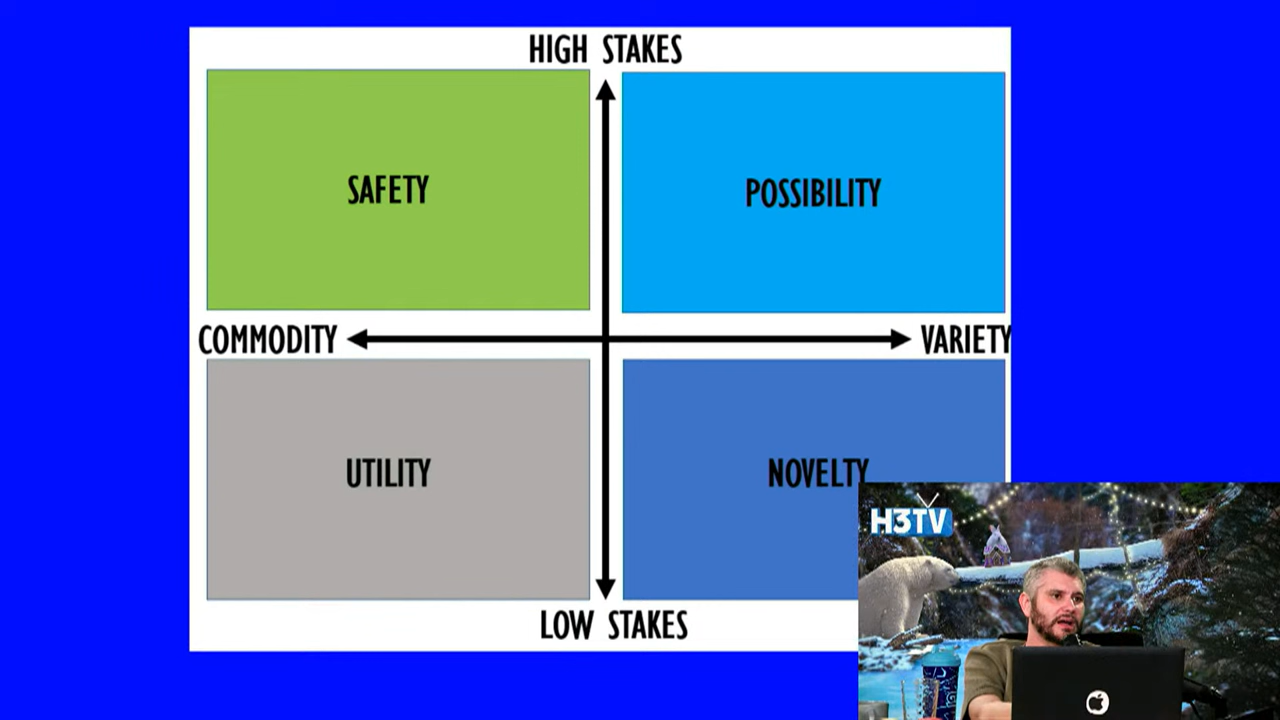 HIGH STAKES
SAFETY
POSSIBILITY
COMMODITY
VARIETY
UTILITY
NOVELTY
H3TV
LOW STAKES